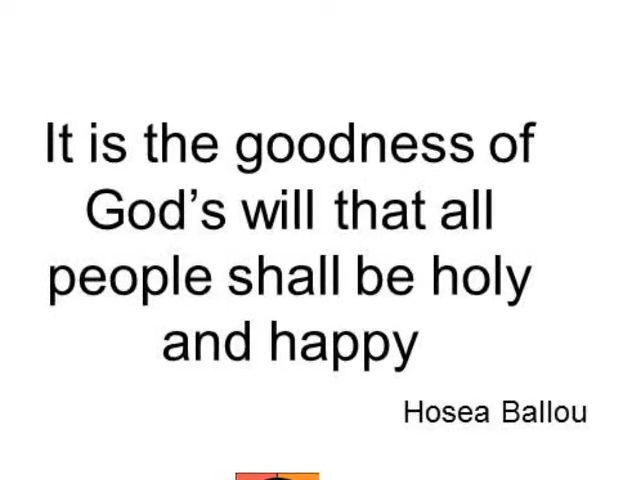 It is the goodness of
God’s will that all
people shall be holy
and happy
Hosea Ballou